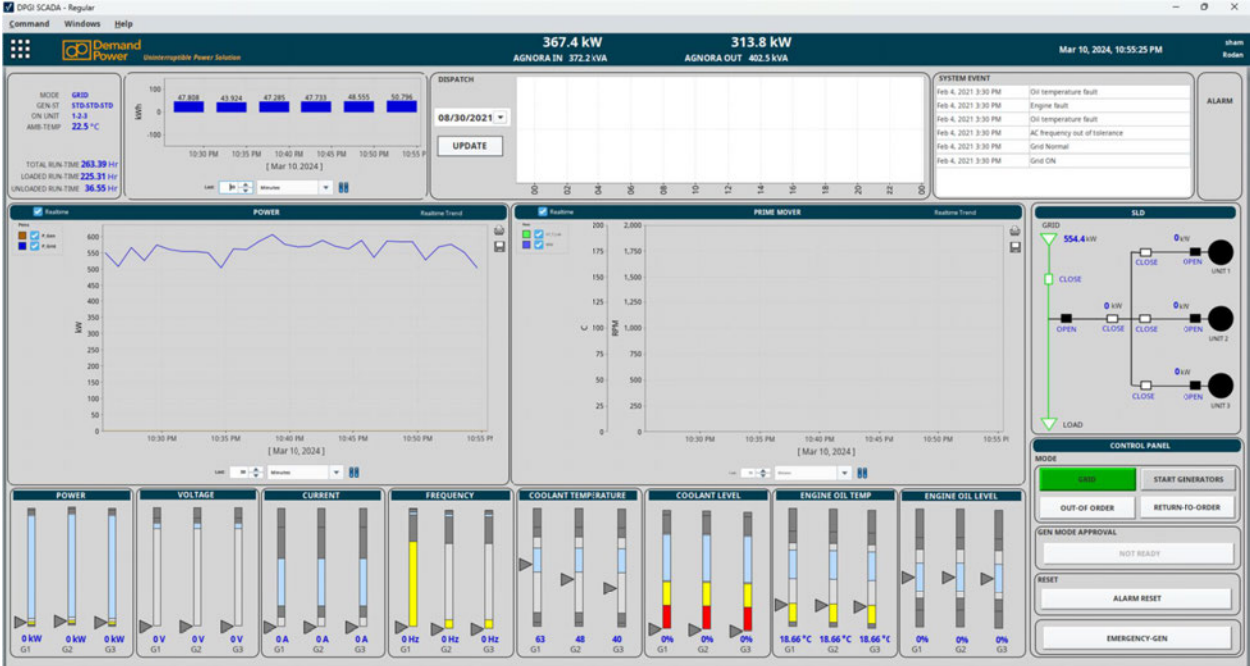 DPGI SCADA - Regular
Command Windows Help
Demand
Power
Uninterruptible Power Solution
367.4 kW
AGNORA IN 372.2 kVA
313.8 kW
AGNORA OUT 402.5 kVA
Mar 10, 2024, 10:55:25 PM
sham
Rodan
MODE GRID
GEN-ST STD-STD-STD
ON UNIT 1-2-3
AMB-TEMP 22.5 °C
TOTAL RUN-TIME 263.39 Hr
LOADED RUN-TIME 225.31 Hr
UNLOADED RUN-TIME 36.55 Hr
kWh
100
0
-100
47.808 43.924 47.285 47.733 48.555 50.796
10:30 PM 10:35 PM 10:40 PM 10:45 PM 10:50 PM 10:55 P
[ Mar 10, 2024 ]
Last: Minutes
DISPATCH
08/30/2021
UPDATE
00 02 04 06 08 10 12 14 16 18 20 22 00
SYSTEM EVENT
Feb 4, 2021 3:30 PM Oil temperature fault
Feb 4, 2021 3:30 PM Engine fault
Feb 4, 2021 3:30 PM Oil temperature fault
Feb 4, 2021 3:30 PM AC frequency out of tolerance
Feb 4, 2021 3:30 PM Grid Normal
Feb 4, 2021 3:30 PM Grid ON
ALARM
Realtime POWER Realtime Trend
P_Gen
P_Grid
kW
600
550
500
450
400
350
300
250
200
150
100
50
0
10:30 PM 10:35 PM 10:40 PM 10:45 PM 10:50 PM 10:55 P
[ Mar 10, 2024 ]
Last: 30 Minutes
Realtime PRIME MOVER Realtime Trend
C
200
175
150
125
100
75
50
25
0
RPM
2,000
1,750
1,500
1,250
1,000
750
500
250
0
10:30 PM 10:35 PM 10:40 PM 10:45 PM 10:50 PM 10:55 P
[ Mar 10, 2024 ]
SLD
GRID
554.4 kW
CLOSE
OPEN
0 kW
CLOSE
0 kW
CLOSE OPEN
UNIT 1
0 kW
CLOSE OPEN
UNIT 2
0 kW
CLOSE OPEN
UNIT 3
LOAD
CONTROL PANEL
MODE
GRID START GENERATORS
OUT-OF ORDER RETURN-TO-ORDER
GEN MODE APPROVAL
NOT READY
RESET
ALARM RESET
EMERGENCY-GEN
POWER
0 kW 0 kW 0 kW
G1 G2 G3
VOLTAGE
0 V 0 V 0 V
G1 G2 G3
CURRENT
0 A 0 A 0 A
G1 G2 G3
FREQUENCY
0 Hz 0 Hz 0 Hz
G1 G2 G3
COOLANT TEMPERATURE
63 48 40
G1 G2 G3
COOLANT LEVEL
0% 0% 0%
G1 G2 G3
ENGINE OIL TEMP
18.66 °C 18.66 °C 18.66 °C
G1 G2 G3
ENGINE OIL LEVEL
0% 0% 0%
G1 G2 G3